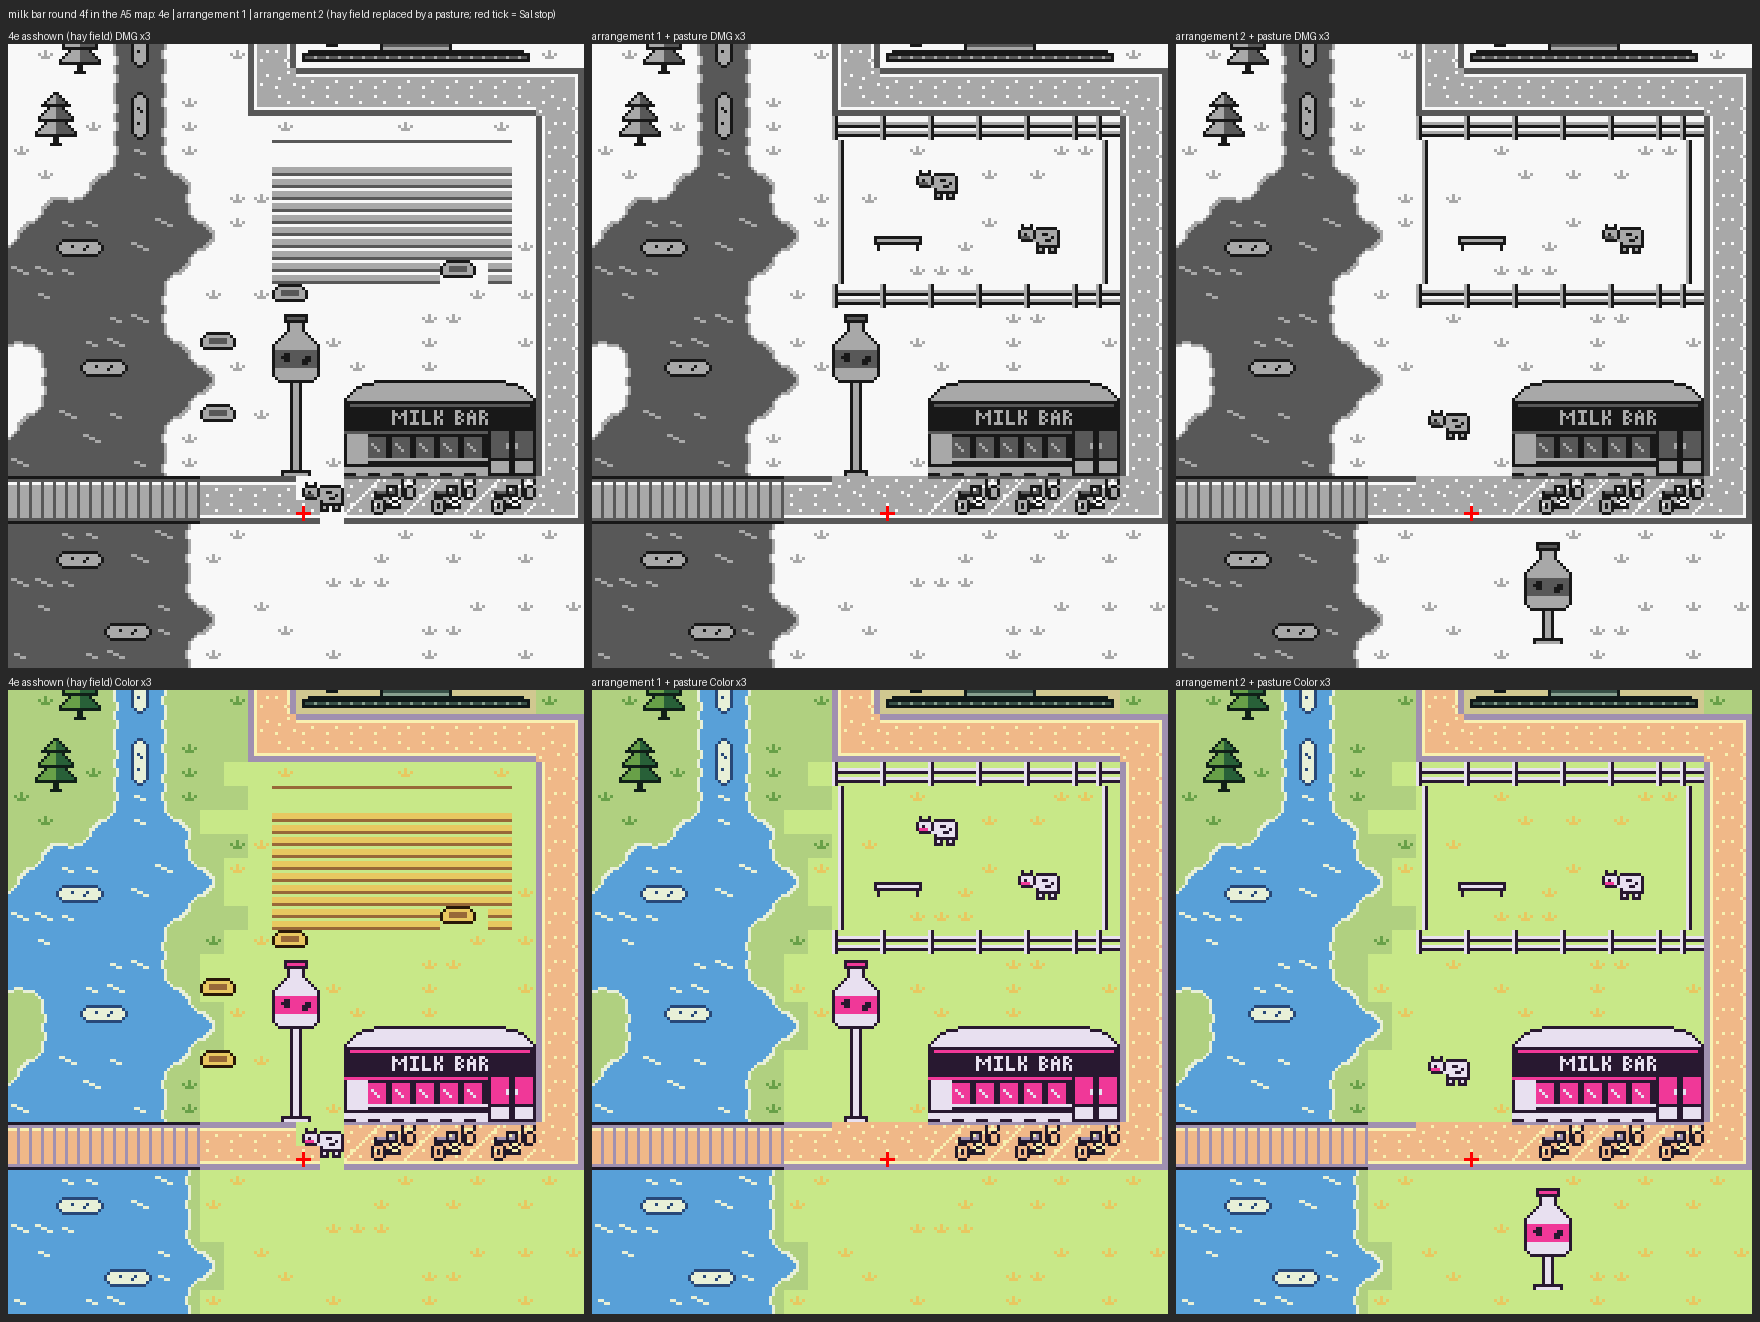 milk bar round 4f in the A5 map: 4e | arrangement 1 | arrangement 2 (hay field replaced by a pasture; red tick = Sal stop)
4e as shown (hay field) DMG x3
arrangement 1 + pasture DMG x3
arrangement 2 + pasture DMG x3
MILK BAR
MILK BAR
MILK BAR
4e as shown (hay field) Color x3
arrangement 1 + pasture Color x3
arrangement 2 + pasture Color x3
MILK BAR
MILK BAR
MILK BAR